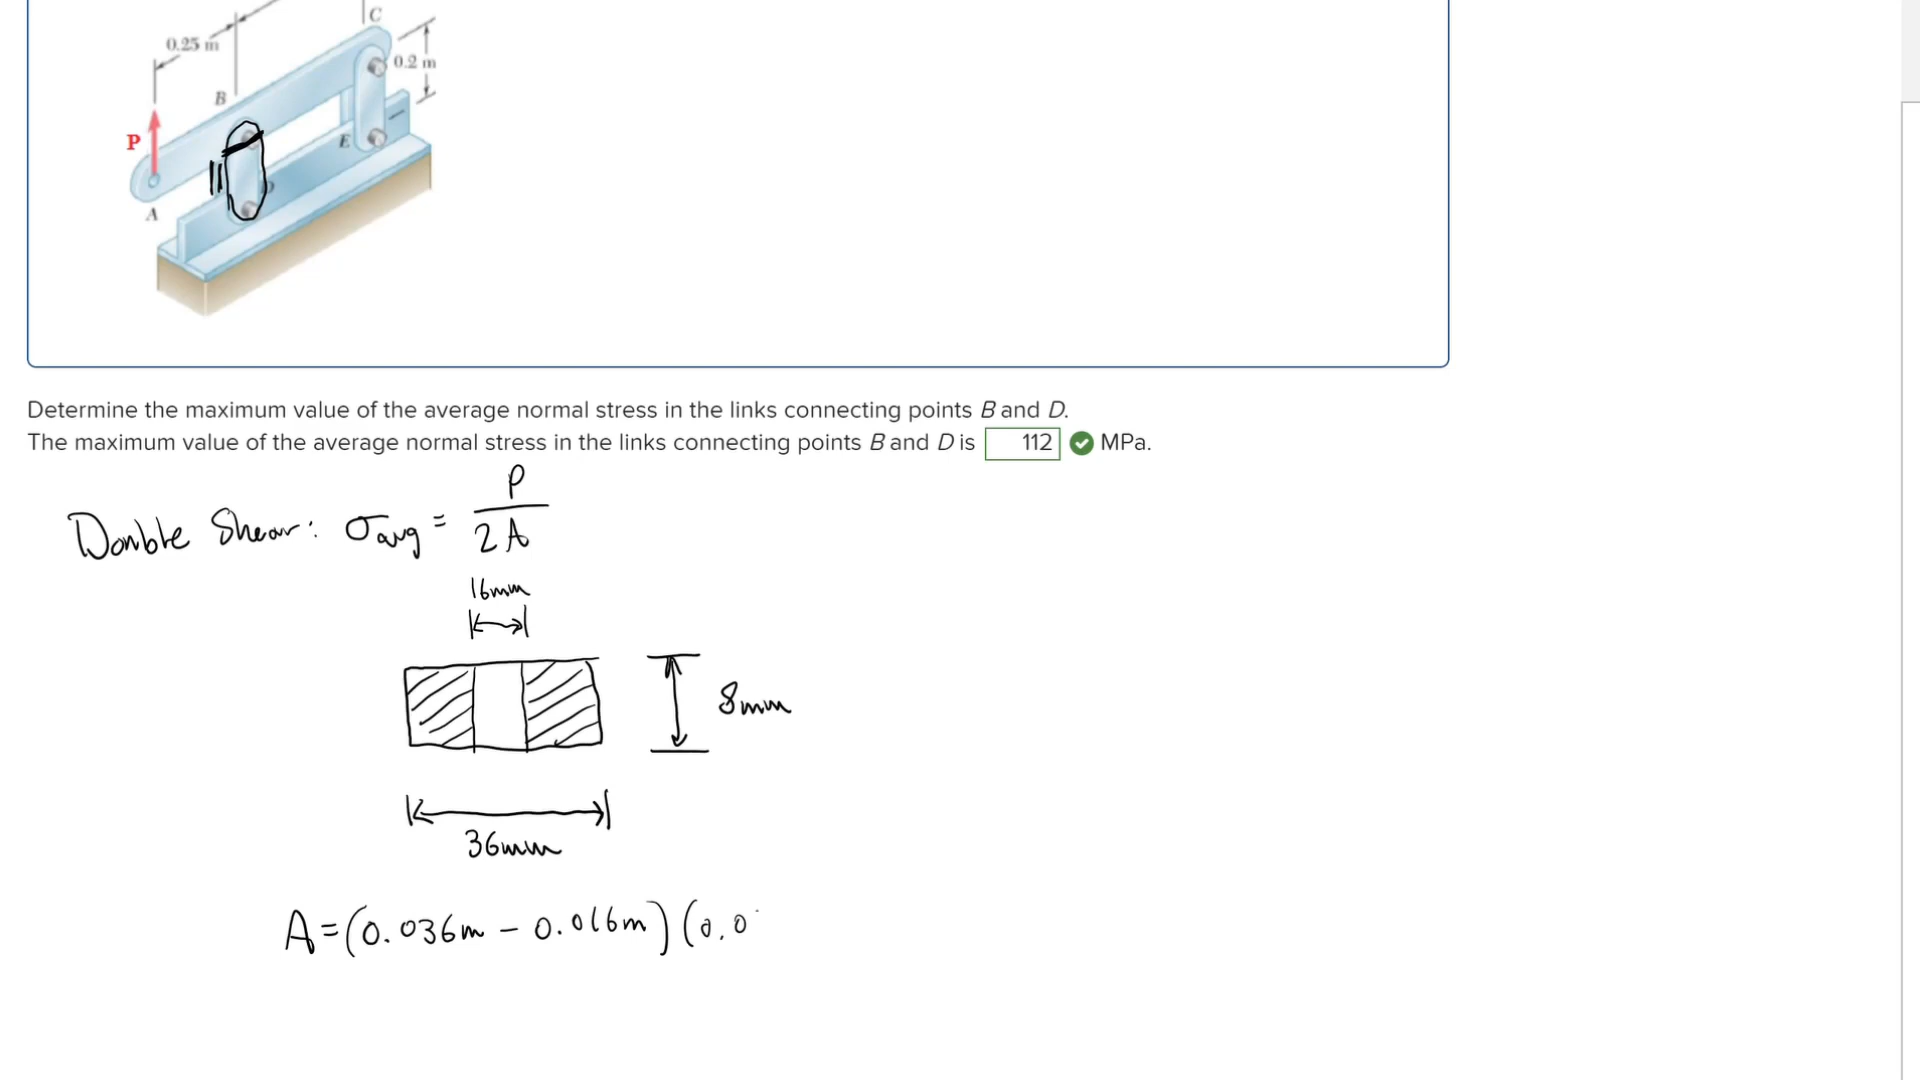 C
0.25 m
0.2 m
B
P
E
A
Determine the maximum value of the average normal stress in the links connecting points B and D.
The maximum value of the average normal stress in the links connecting points B and D is 112 MPa.
Double Shear: σavg = P
2A
16mm
8mm
36mm
A=(0.036m - 0.016m)(0.0